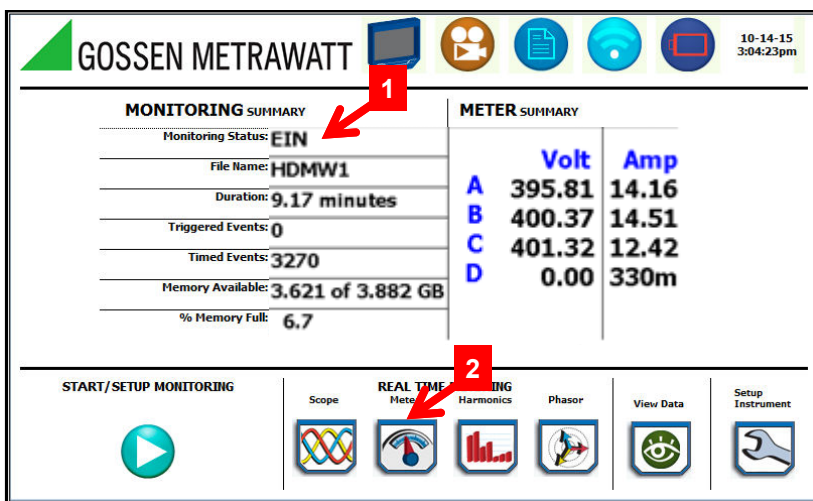 GOSSEN METRAWATT
10-14-15
3:04:23pm
1
MONITORING SUMMARY
Monitoring Status: EIN
File Name: HDMW1
Duration: 9.17 minutes
Triggered Events: 0
Timed Events: 3270
Memory Available: 3.621 of 3.882 GB
% Memory Full: 6.7
METER SUMMARY
Volt Amp
A 395.81 14.16
B 400.37 14.51
C 401.32 12.42
D 0.00 330m
2
START/SETUP MONITORING
REAL TIME
Scope Mete Harmonics Phasor
View Data
Setup
Instrument